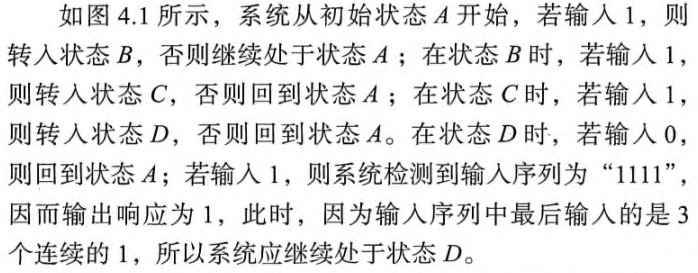 如图 4.1 所示，系统从初始状态 A 开始，若输入 1，则
转入状态 B，否则继续处于状态 A；在状态 B 时，若输入 1，
则转入状态 C，否则回到状态 A；在状态 C 时，若输入 1，
则转入状态 D，否则回到状态 A。在状态 D 时，若输入 0，
则回到状态 A；若输入 1，则系统检测到输入序列为“1111”，
因而输出响应为 1，此时，因为输入序列中最后输入的是 3
个连续的 1，所以系统应继续处于状态 D。